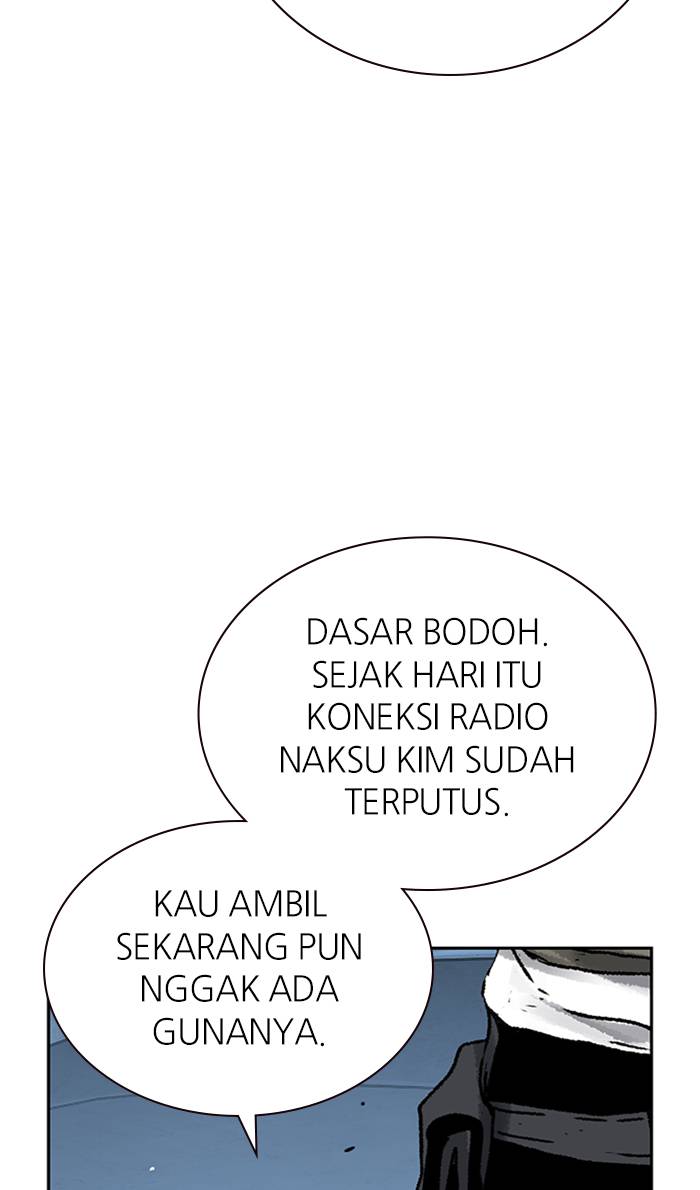 DASAR BODOH.
SEJAK HARI ITU
KONEKSI RADIO
NAKSU KIM SUDAH
TERPUTUS.
KAU AMBIL
SEKARANG PUN
NGGAK ADA
GUNANYA.